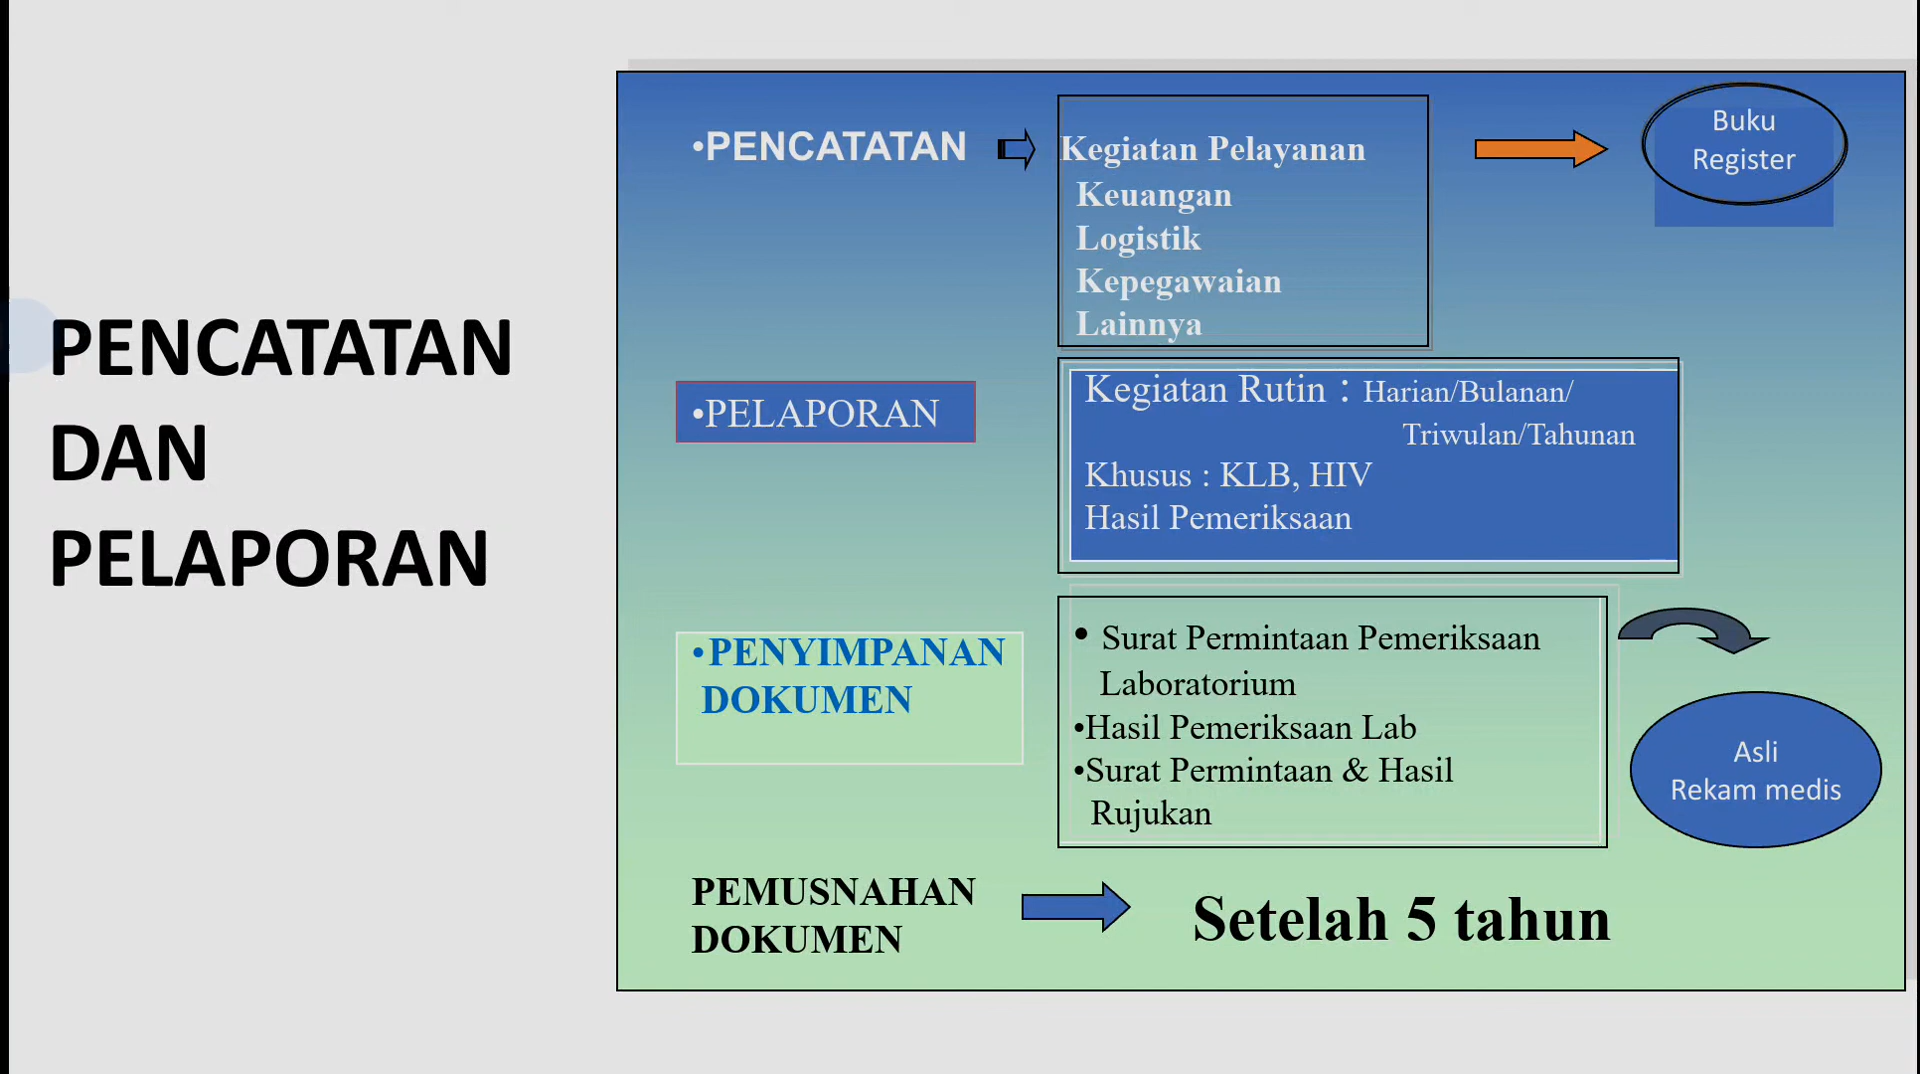 PENCATATAN
DAN
PELAPORAN
•PENCATATAN
Kegiatan Pelayanan
Keuangan
Logistik
Kepegawaian
Lainnya
Buku
Register
•PELAPORAN
Kegiatan Rutin : Harian/Bulanan/
Triwulan/Tahunan
Khusus : KLB, HIV
Hasil Pemeriksaan
•PENYIMPANAN
DOKUMEN
• Surat Permintaan Pemeriksaan
Laboratorium
•Hasil Pemeriksaan Lab
•Surat Permintaan & Hasil
Rujukan
Asli
Rekam medis
PEMUSNAHAN
DOKUMEN
Setelah 5 tahun